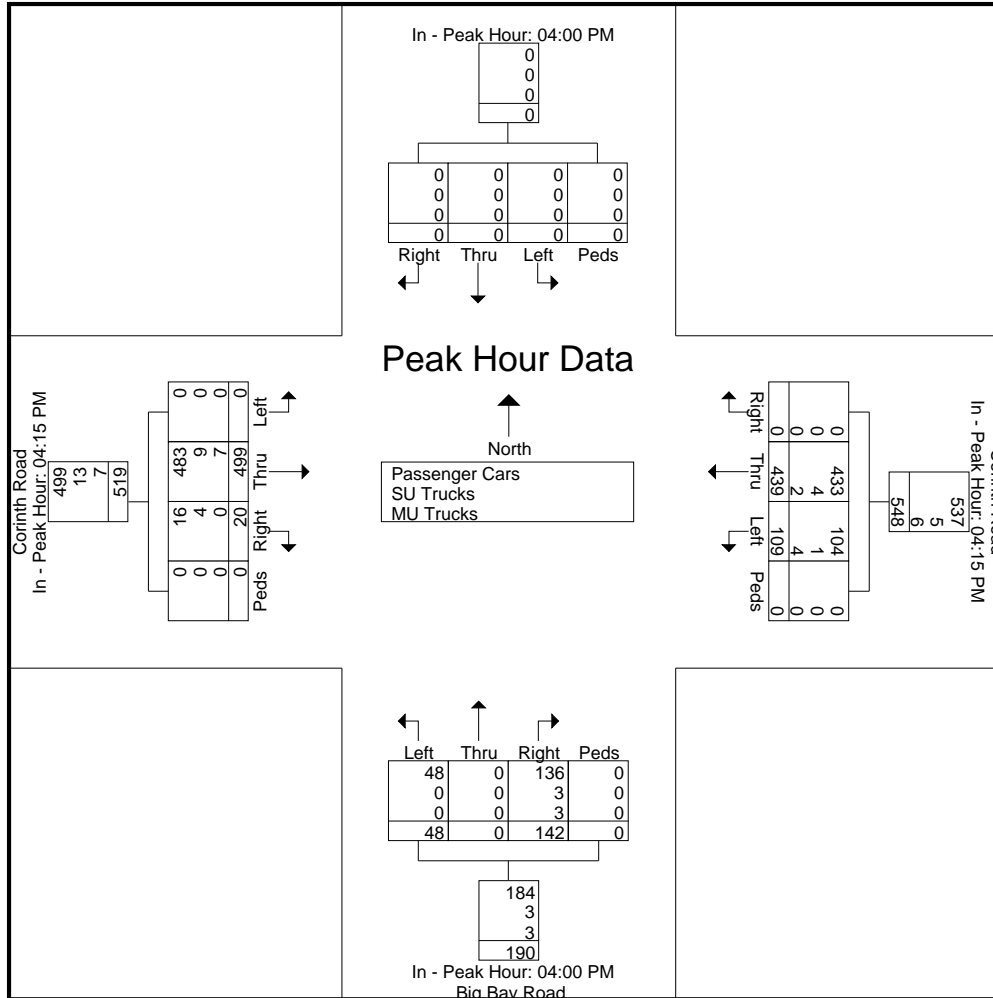 In - Peak Hour: 04:00 PM
0
0
0
0
0 0 0 0
0 0 0 0
0 0 0 0
0 0 0 0
Right Thru Left Peds
Peak Hour Data
North
Passenger Cars
SU Trucks
MU Trucks
Corinth Road
In - Peak Hour: 04:15 PM
499
13
7
519
0 483 16 0
0 9 4 0
0 7 0 0
0 499 20 0
Left Thru Right Peds
In - Peak Hour: 04:15 PM
537
5
6
548
0 433 104 0
0 4 1 0
0 2 4 0
0 439 109 0
Right Thru Left Peds
Left Thru Right Peds
48 0 136 0
0 0 3 0
0 0 3 0
48 0 142 0
184
3
3
190
In - Peak Hour: 04:00 PM
Big Bay Road